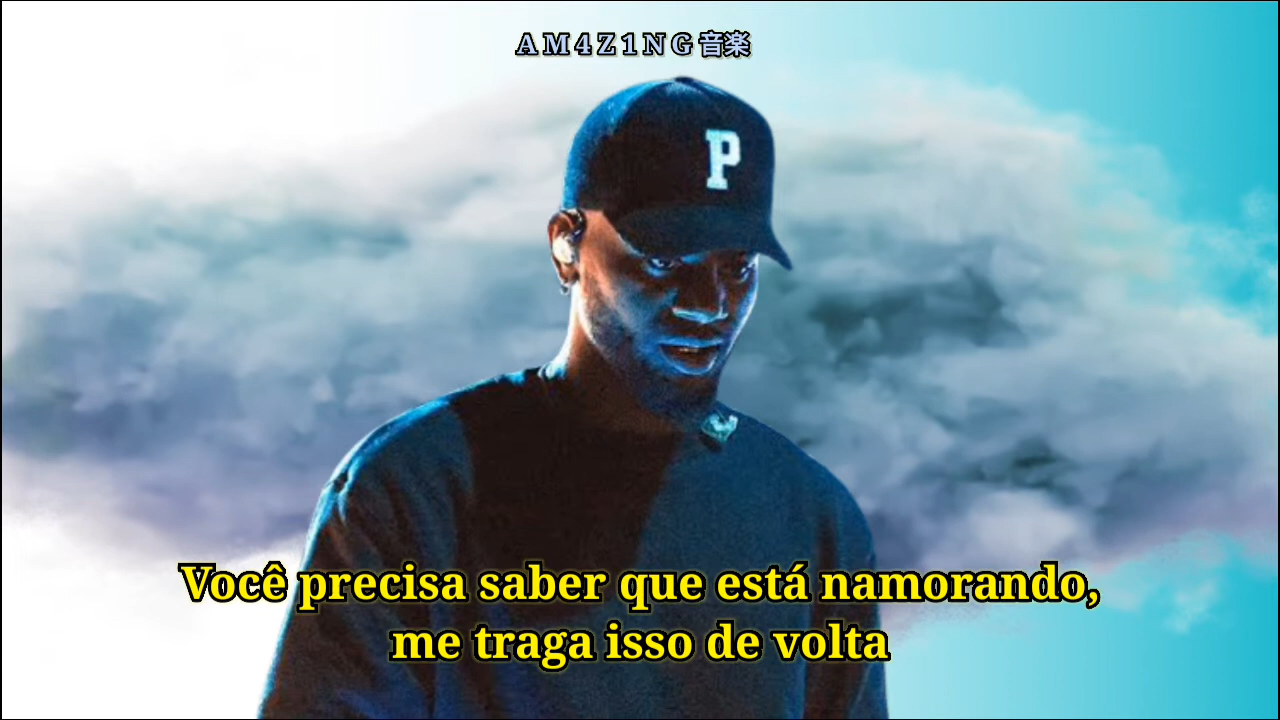 AM4Z1NG音楽
P
Você precisa saber que está namorando,
me traga isso de volta